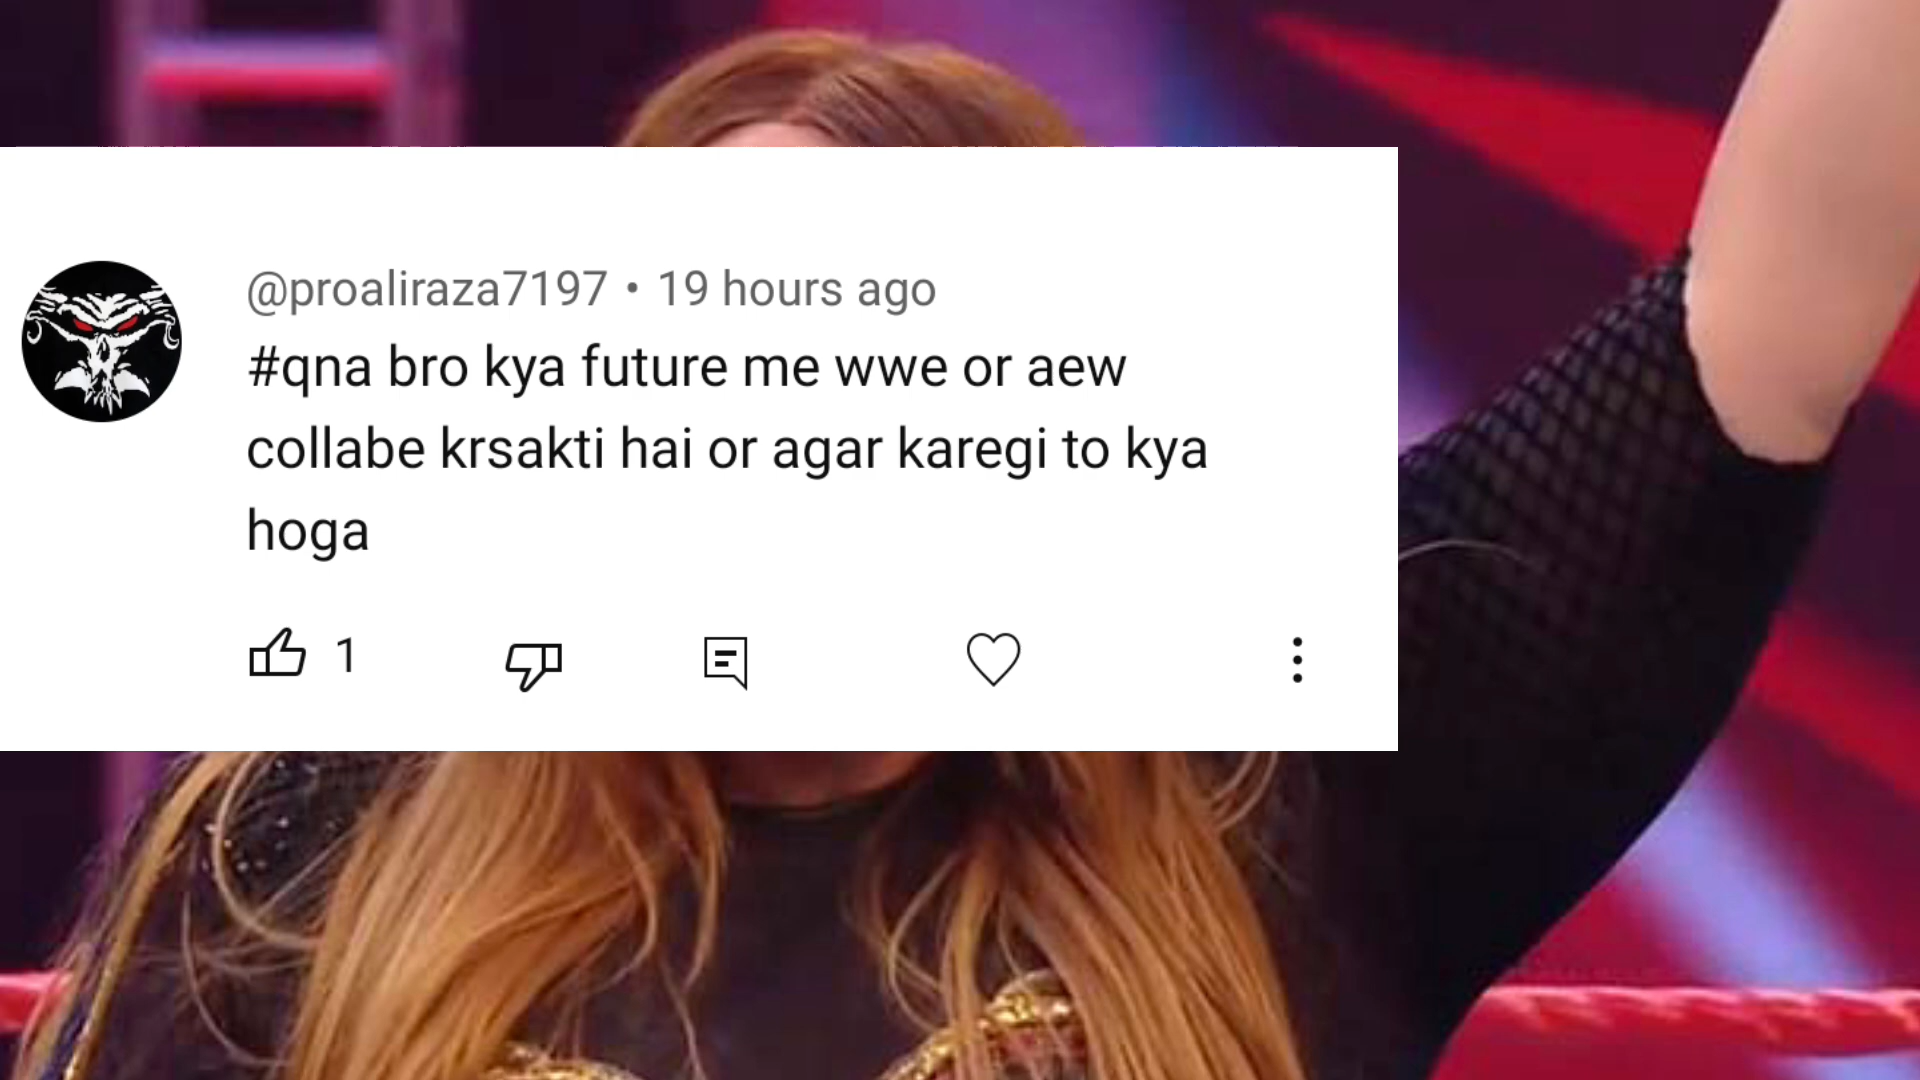 @proaliraza7197 • 19 hours ago
#qna bro kya future me wwe or aew
collabe krsakti hai or agar karegi to kya
hoga
1